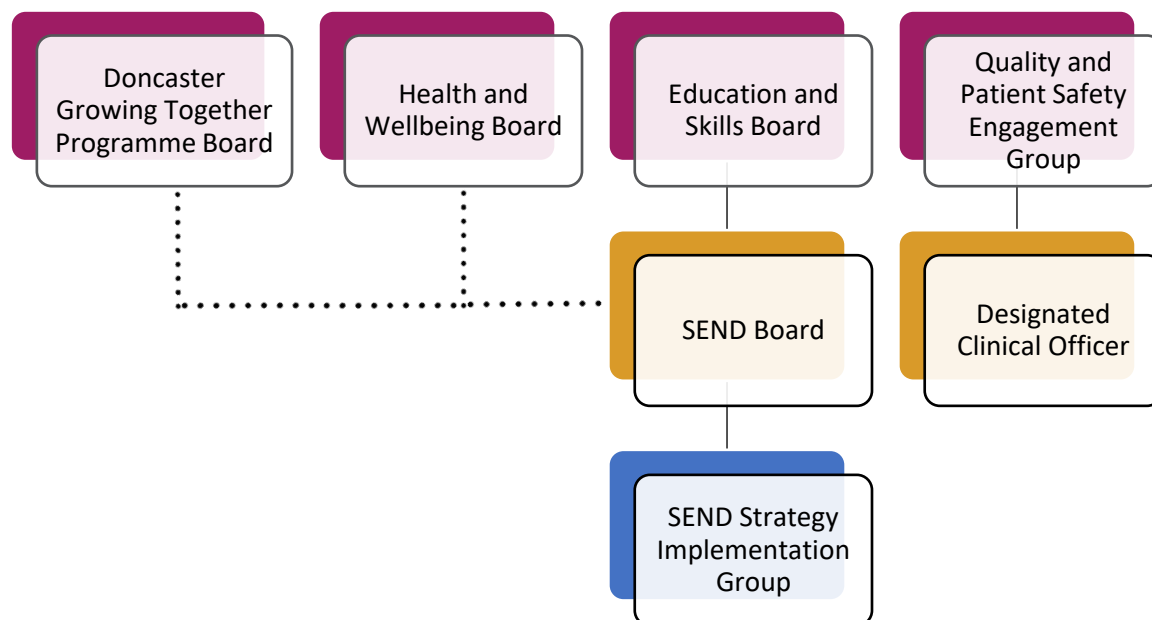 Doncaster
Growing Together
Programme Board
Health and
Wellbeing Board
Education and
Skills Board
Quality and
Patient Safety
Engagement
Group
SEND Board
Designated
Clinical Officer
SEND Strategy
Implementation
Group